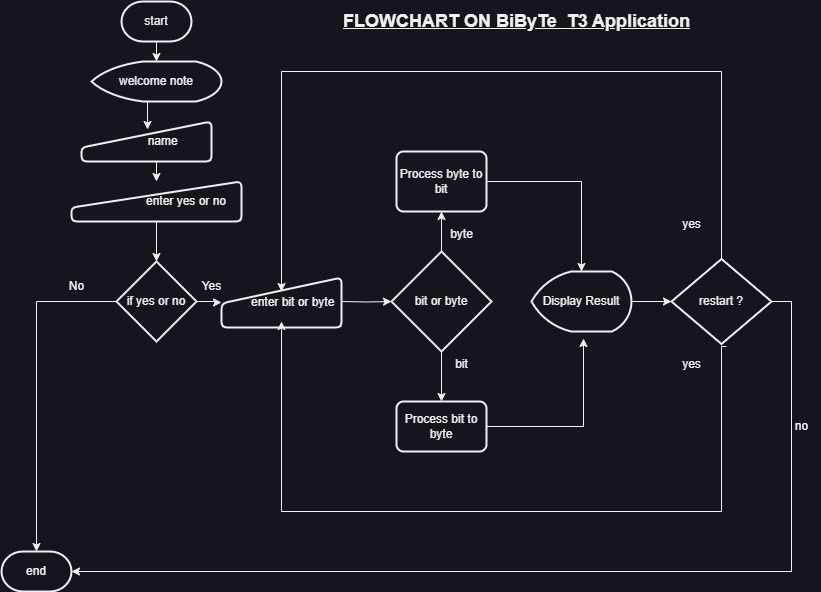 FLOWCHART ON BiByTe T3 Application
start
welcome note
name
enter yes or no
if yes or no
No
Yes
enter bit or byte
bit or byte
byte
Process byte to
bit
bit
Process bit to
byte
Display Result
restart ?
yes
yes
no
end